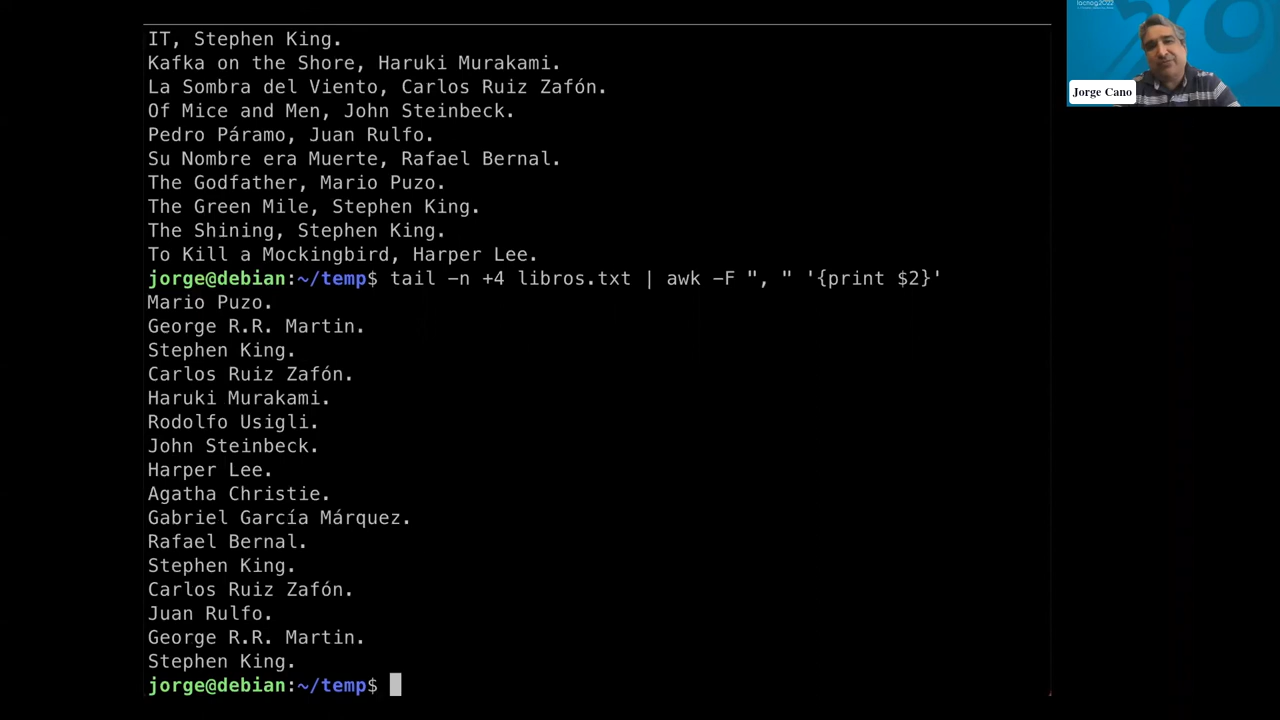 IT, Stephen King.
Kafka on the Shore, Haruki Murakami.
La Sombra del Viento, Carlos Ruiz Zafón.
Of Mice and Men, John Steinbeck.
Pedro Páramo, Juan Rulfo.
Su Nombre era Muerte, Rafael Bernal.
The Godfather, Mario Puzo.
The Green Mile, Stephen King.
The Shining, Stephen King.
To Kill a Mockingbird, Harper Lee.
jorge@debian:~/temp$ tail -n +4 libros.txt | awk -F ", " '{print $2}'
Mario Puzo.
George R.R. Martin.
Stephen King.
Carlos Ruiz Zafón.
Haruki Murakami.
Rodolfo Usigli.
John Steinbeck.
Harper Lee.
Agatha Christie.
Gabriel García Márquez.
Rafael Bernal.
Stephen King.
Carlos Ruiz Zafón.
Juan Rulfo.
George R.R. Martin.
Stephen King.
jorge@debian:~/temp$
lacnog2022
Jorge Cano